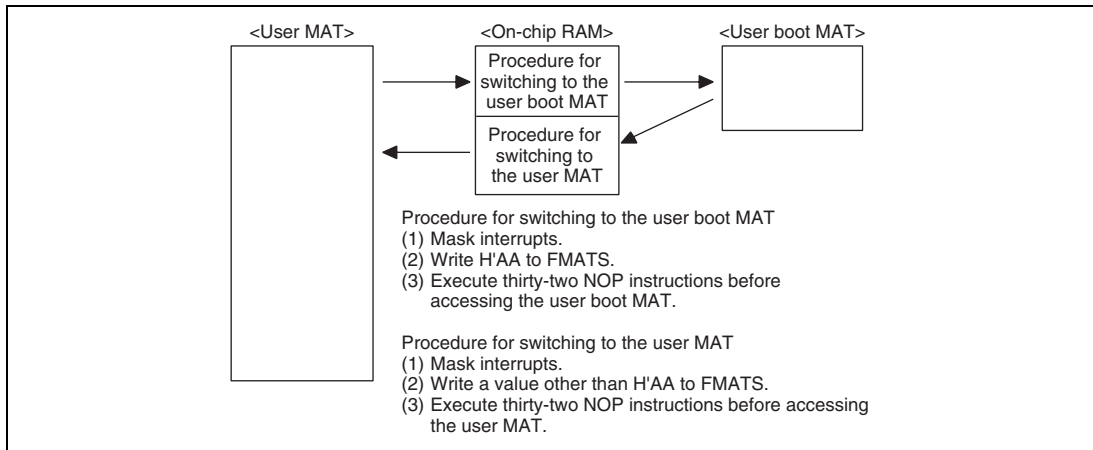 <User MAT>
<On-chip RAM>
<User boot MAT>
Procedure for
switching to the
user boot MAT
Procedure for
switching to
the user MAT
Procedure for switching to the user boot MAT
(1) Mask interrupts.
(2) Write H'AA to FMATS.
(3) Execute thirty-two NOP instructions before
accessing the user boot MAT.
Procedure for switching to the user MAT
(1) Mask interrupts.
(2) Write a value other than H'AA to FMATS.
(3) Execute thirty-two NOP instructions before accessing
the user MAT.